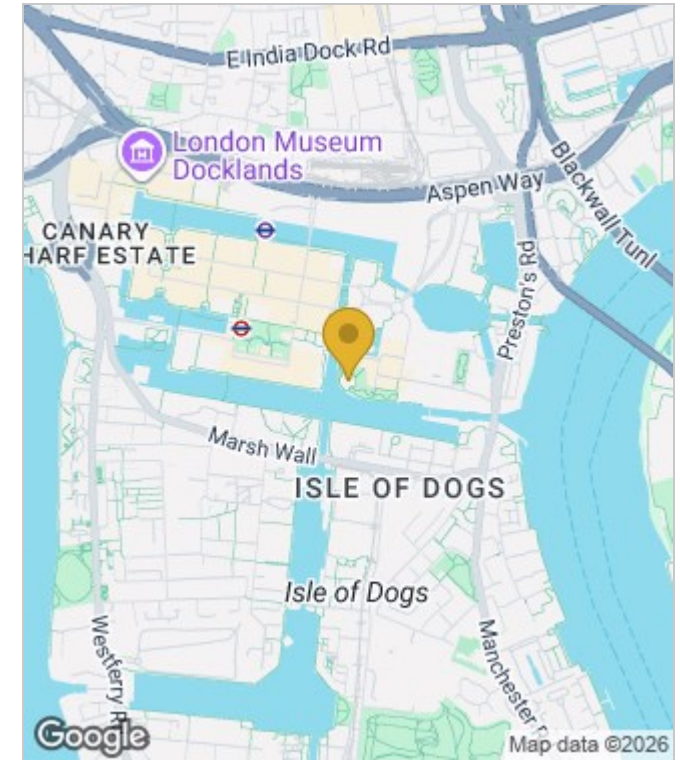 E India Dock Rd
London Museum
Docklands
Aspen Way
Blackwall Tunl
CANARY
HARF ESTATE
Preston's Rd
Marsh Wall
ISLE OF DOGS
Isle of Dogs
Westferry R
Manchester R
Google
Map data ©2026